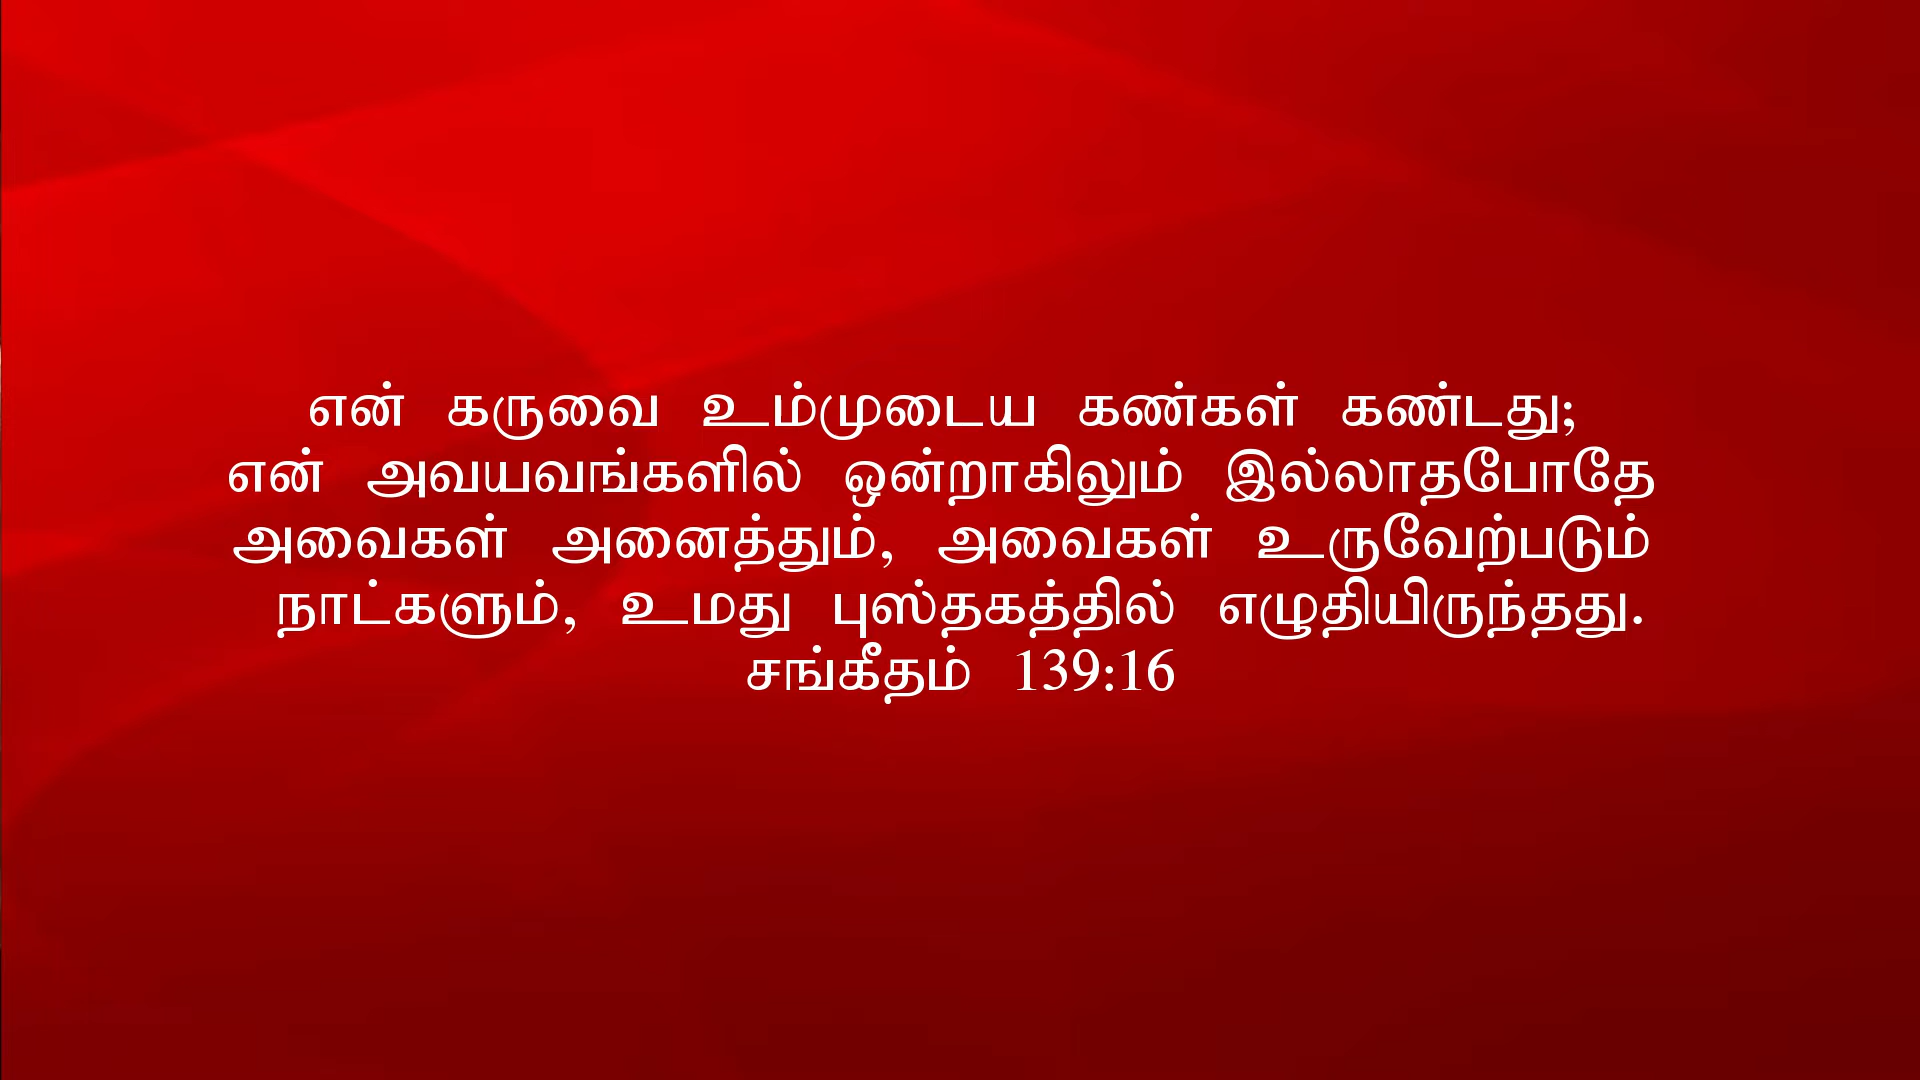 என் கருவை உம்முடைய கண்கள் கண்டது;
என் அவயவங்களில் ஒன்றாகிலும் இல்லாதபோதே
அவைகள் அனைத்தும், அவைகள் உருவேற்படும்
நாட்களும், உமது புஸ்தகத்தில் எழுதியிருந்தது.
சங்கீதம் 139:16